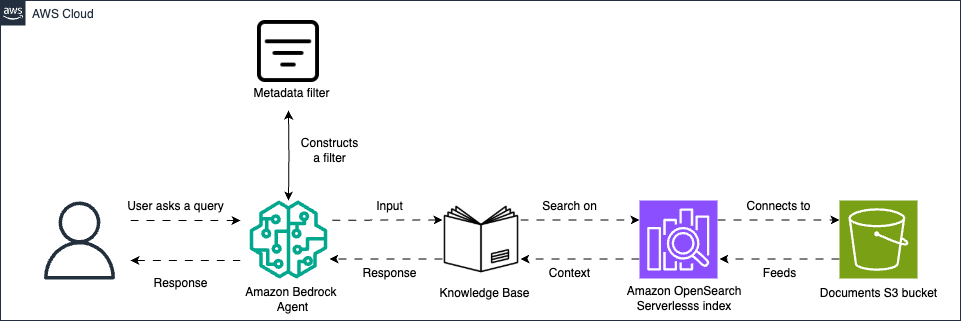 aws
AWS Cloud
Metadata filter
Constructs
a filter
User asks a query
Input
Search on
Connects to
Response
Response
Context
Feeds
Amazon Bedrock
Agent
Knowledge Base
Amazon OpenSearch
Serverlesss index
Documents S3 bucket